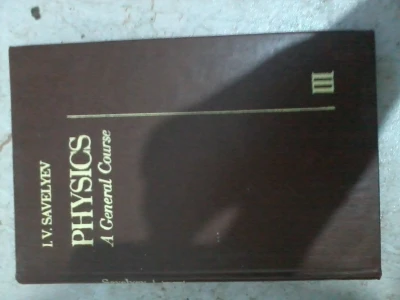 I. V. SAVELYEV
PHYSICS
A General Course
III